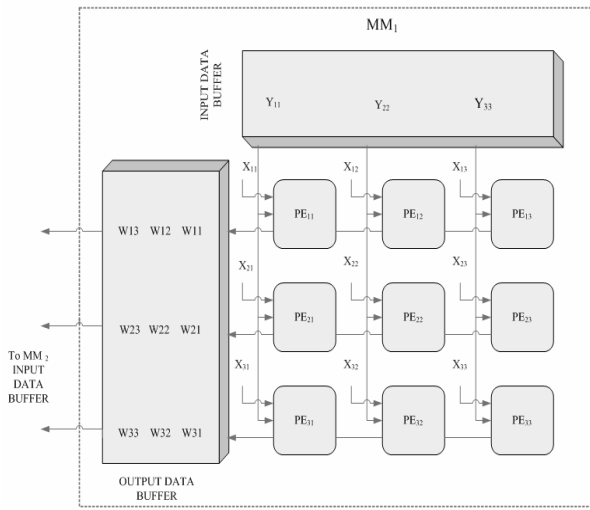 MM1
INPUT DATA
BUFFER
Y11 Y22 Y33
X11 X12 X13
PE11 PE12 PE13
W13 W12 W11
X21 X22 X23
PE21 PE22 PE23
W23 W22 W21
To MM 2
INPUT
DATA
BUFFER
X31 X32 X33
PE31 PE32 PE33
W33 W32 W31
OUTPUT DATA
BUFFER